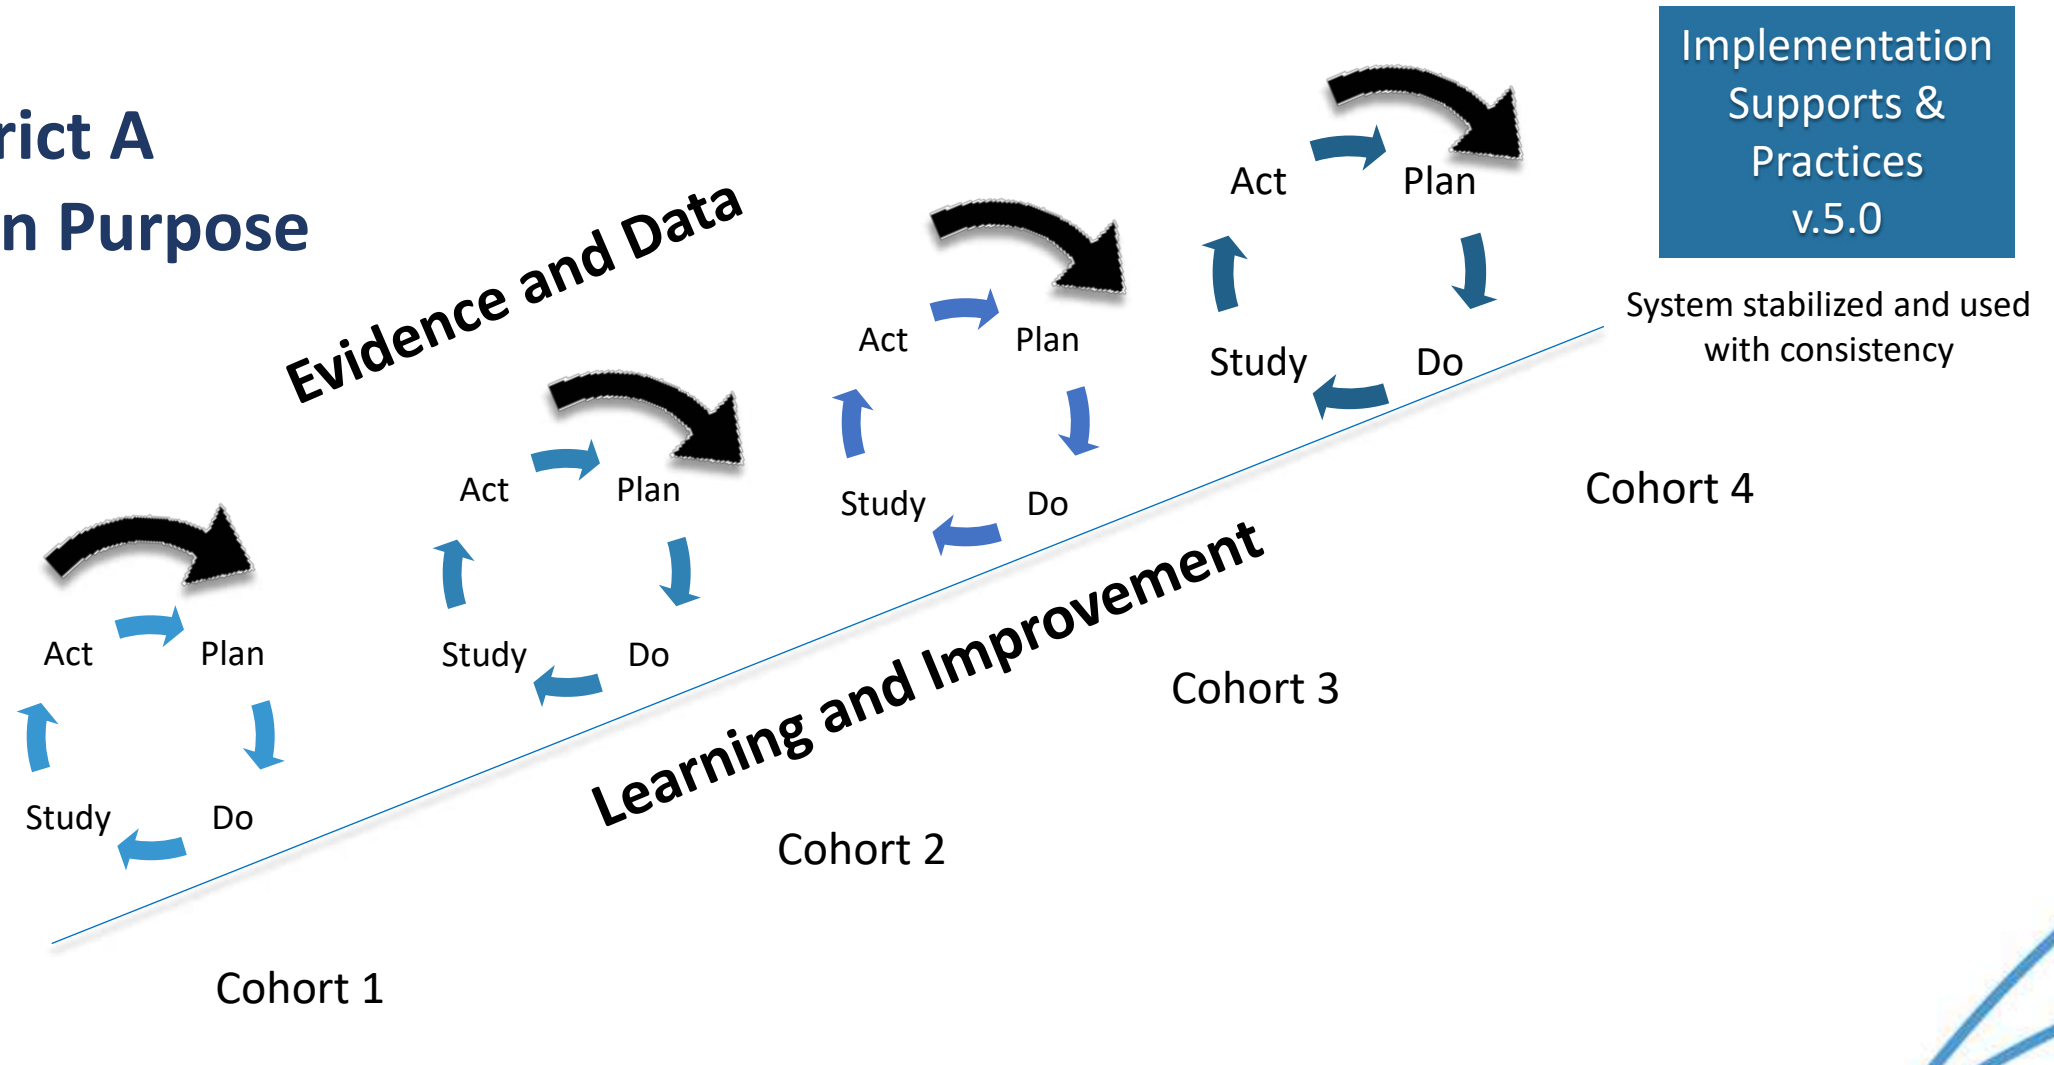 rict A
n Purpose
Implementation
Supports &
Practices
v.5.0
System stabilized and used
with consistency
Evidence and Data
Learning and Improvement
Act
Plan
Study
Do
Cohort 1
Act
Plan
Study
Do
Cohort 2
Act
Plan
Study
Do
Cohort 3
Act
Plan
Study
Do
Cohort 4